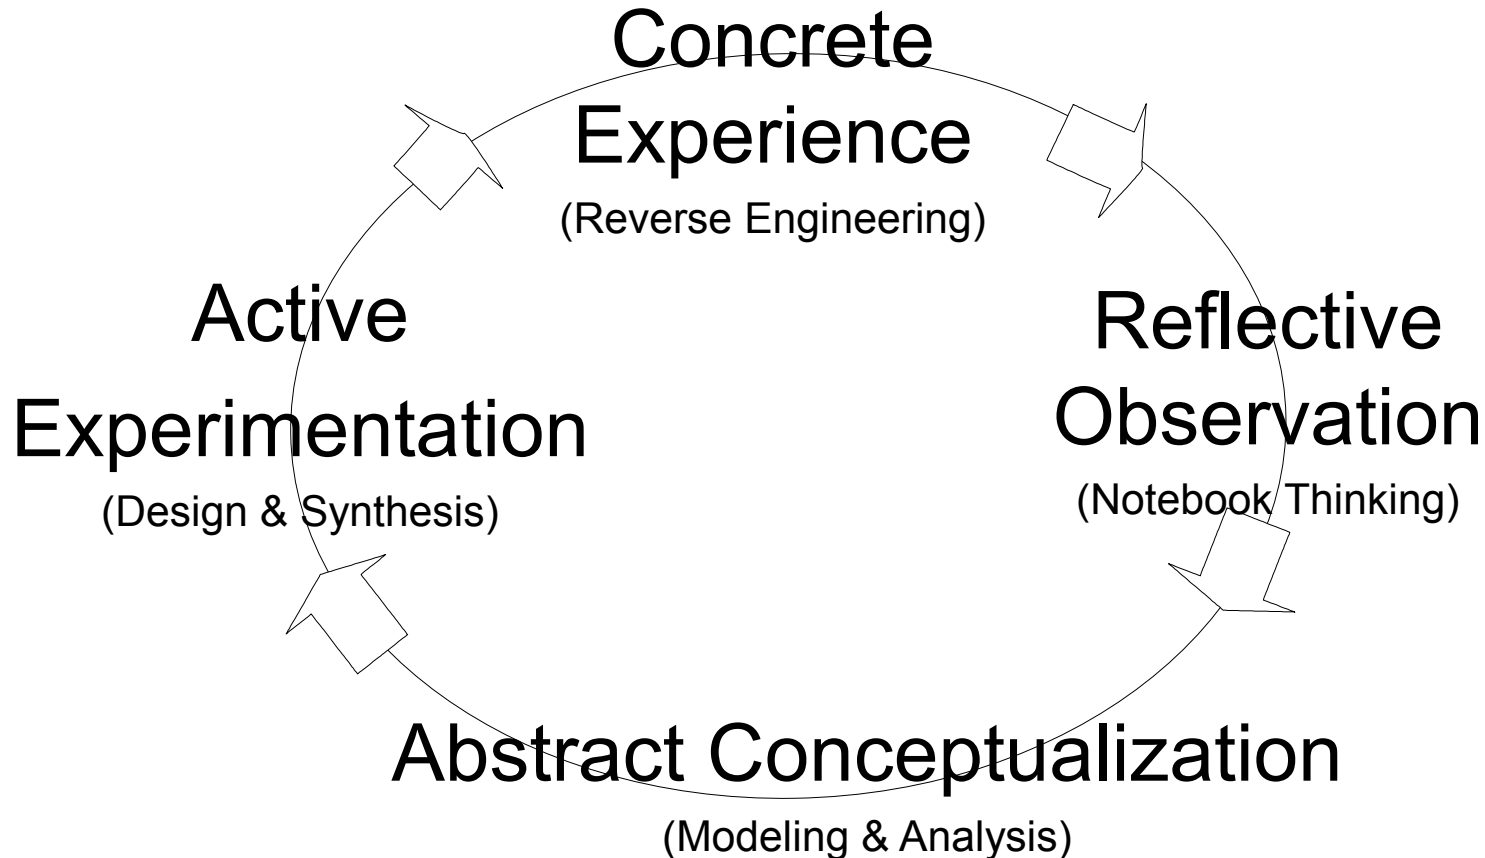 Concrete
Experience
(Reverse Engineering)
Active
Experimentation
(Design & Synthesis)
Reflective
Observation
(Notebook Thinking)
Abstract Conceptualization
(Modeling & Analysis)